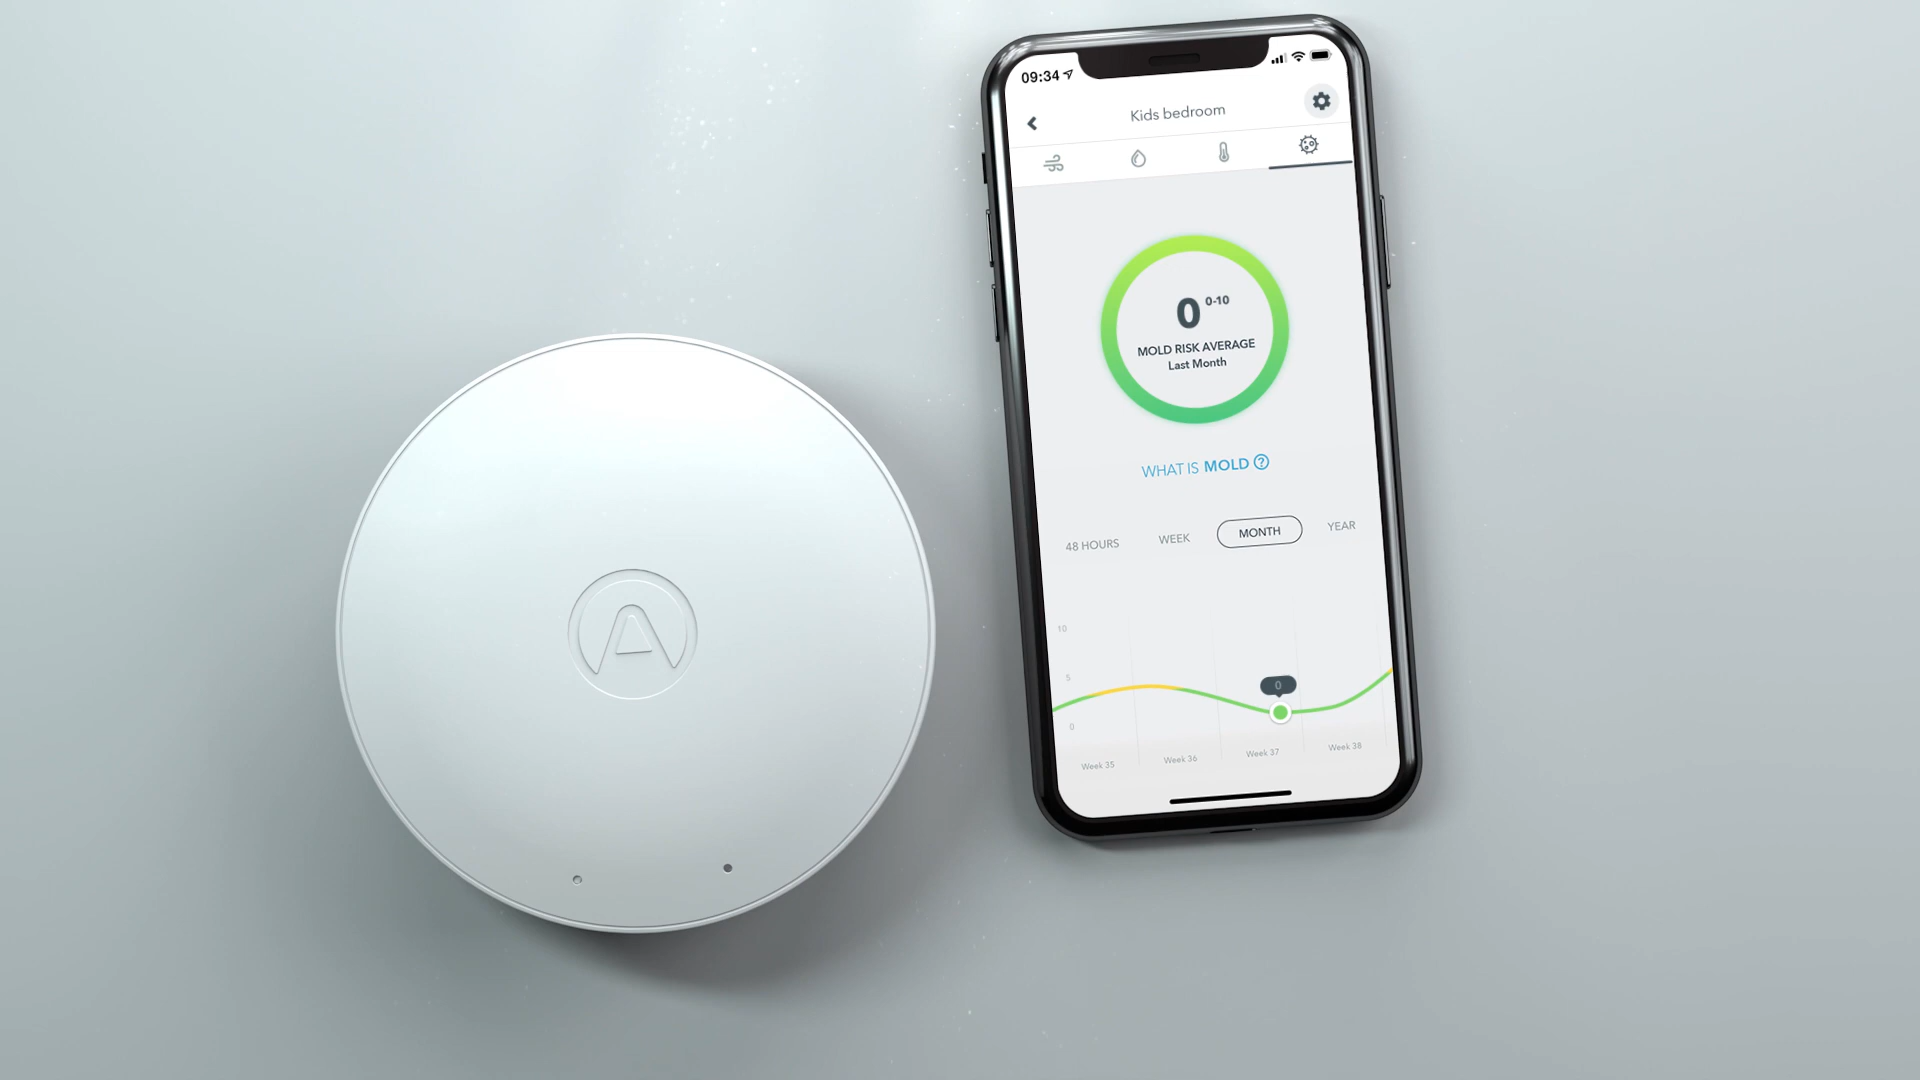 09:34
Kids bedroom
0 0-10
MOLD RISK AVERAGE
Last Month
WHAT IS MOLD ?
48 HOURS WEEK MONTH YEAR
10
5
0
0
Week 35 Week 36 Week 37 Week 38